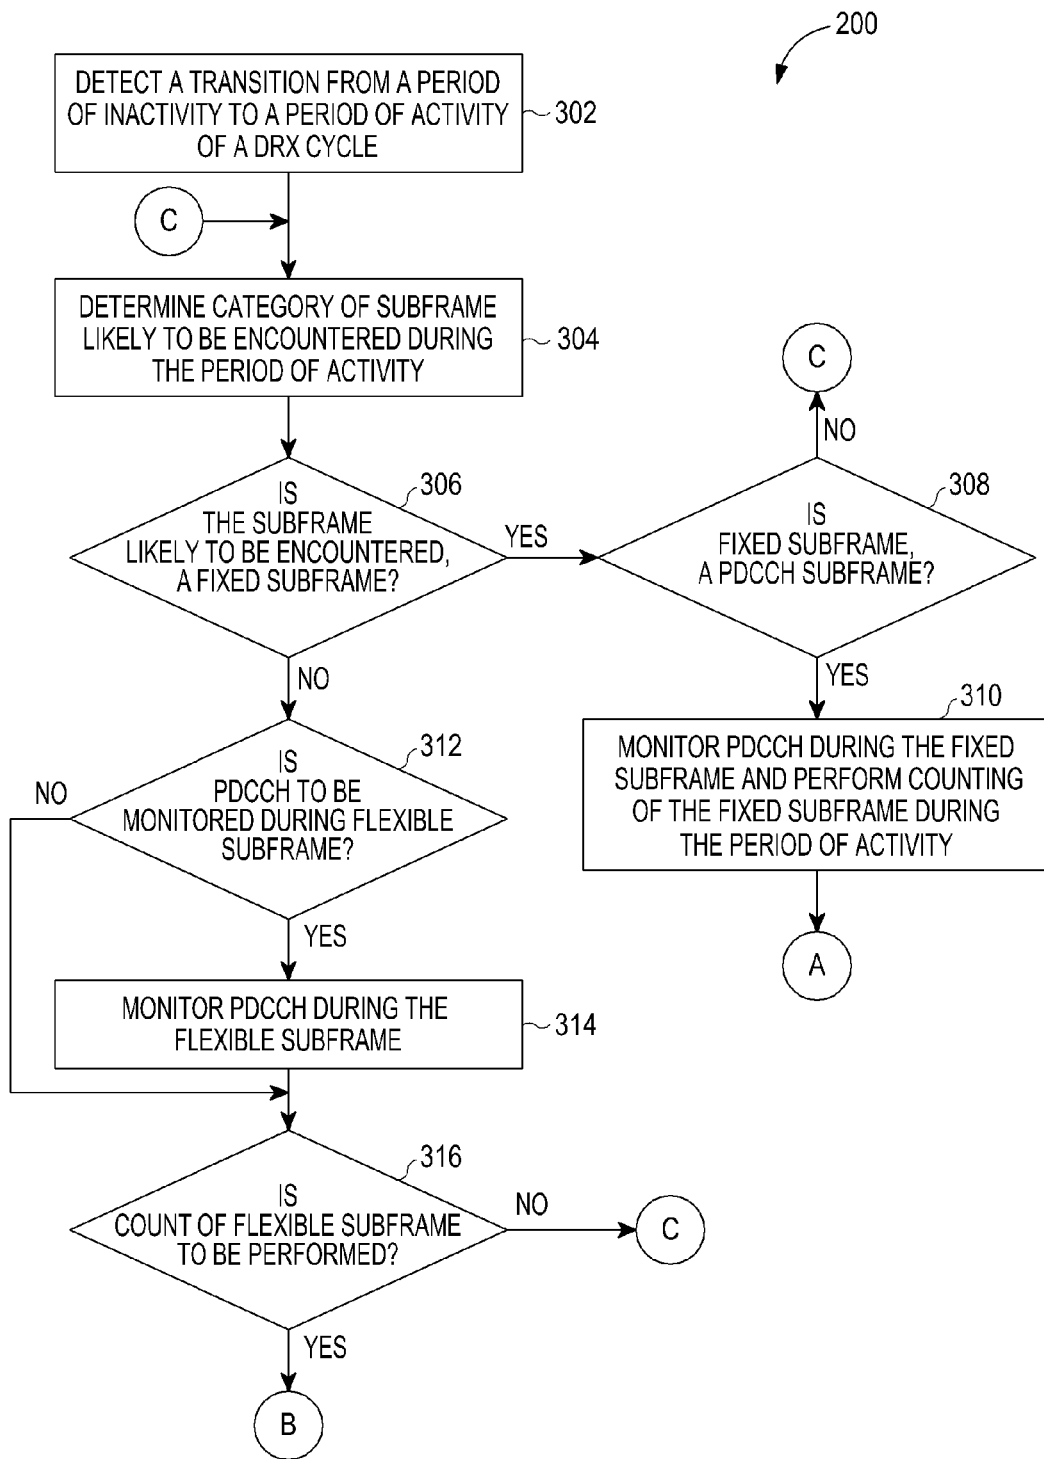 200
DETECT A TRANSITION FROM A PERIOD
OF INACTIVITY TO A PERIOD OF ACTIVITY
OF A DRX CYCLE
302
C
DETERMINE CATEGORY OF SUBFRAME
LIKELY TO BE ENCOUNTERED DURING
THE PERIOD OF ACTIVITY
304
C
NO
IS
THE SUBFRAME
LIKELY TO BE ENCOUNTERED,
A FIXED SUBFRAME?
306
YES
IS
FIXED SUBFRAME,
A PDCCH SUBFRAME?
308
NO
YES
310
MONITOR PDCCH DURING THE FIXED
SUBFRAME AND PERFORM COUNTING
OF THE FIXED SUBFRAME DURING
THE PERIOD OF ACTIVITY
A
IS
PDCCH TO BE
MONITORED DURING FLEXIBLE
SUBFRAME?
312
NO
YES
MONITOR PDCCH DURING THE
FLEXIBLE SUBFRAME
314
IS
COUNT OF FLEXIBLE SUBFRAME
TO BE PERFORMED?
316
NO
C
YES
B